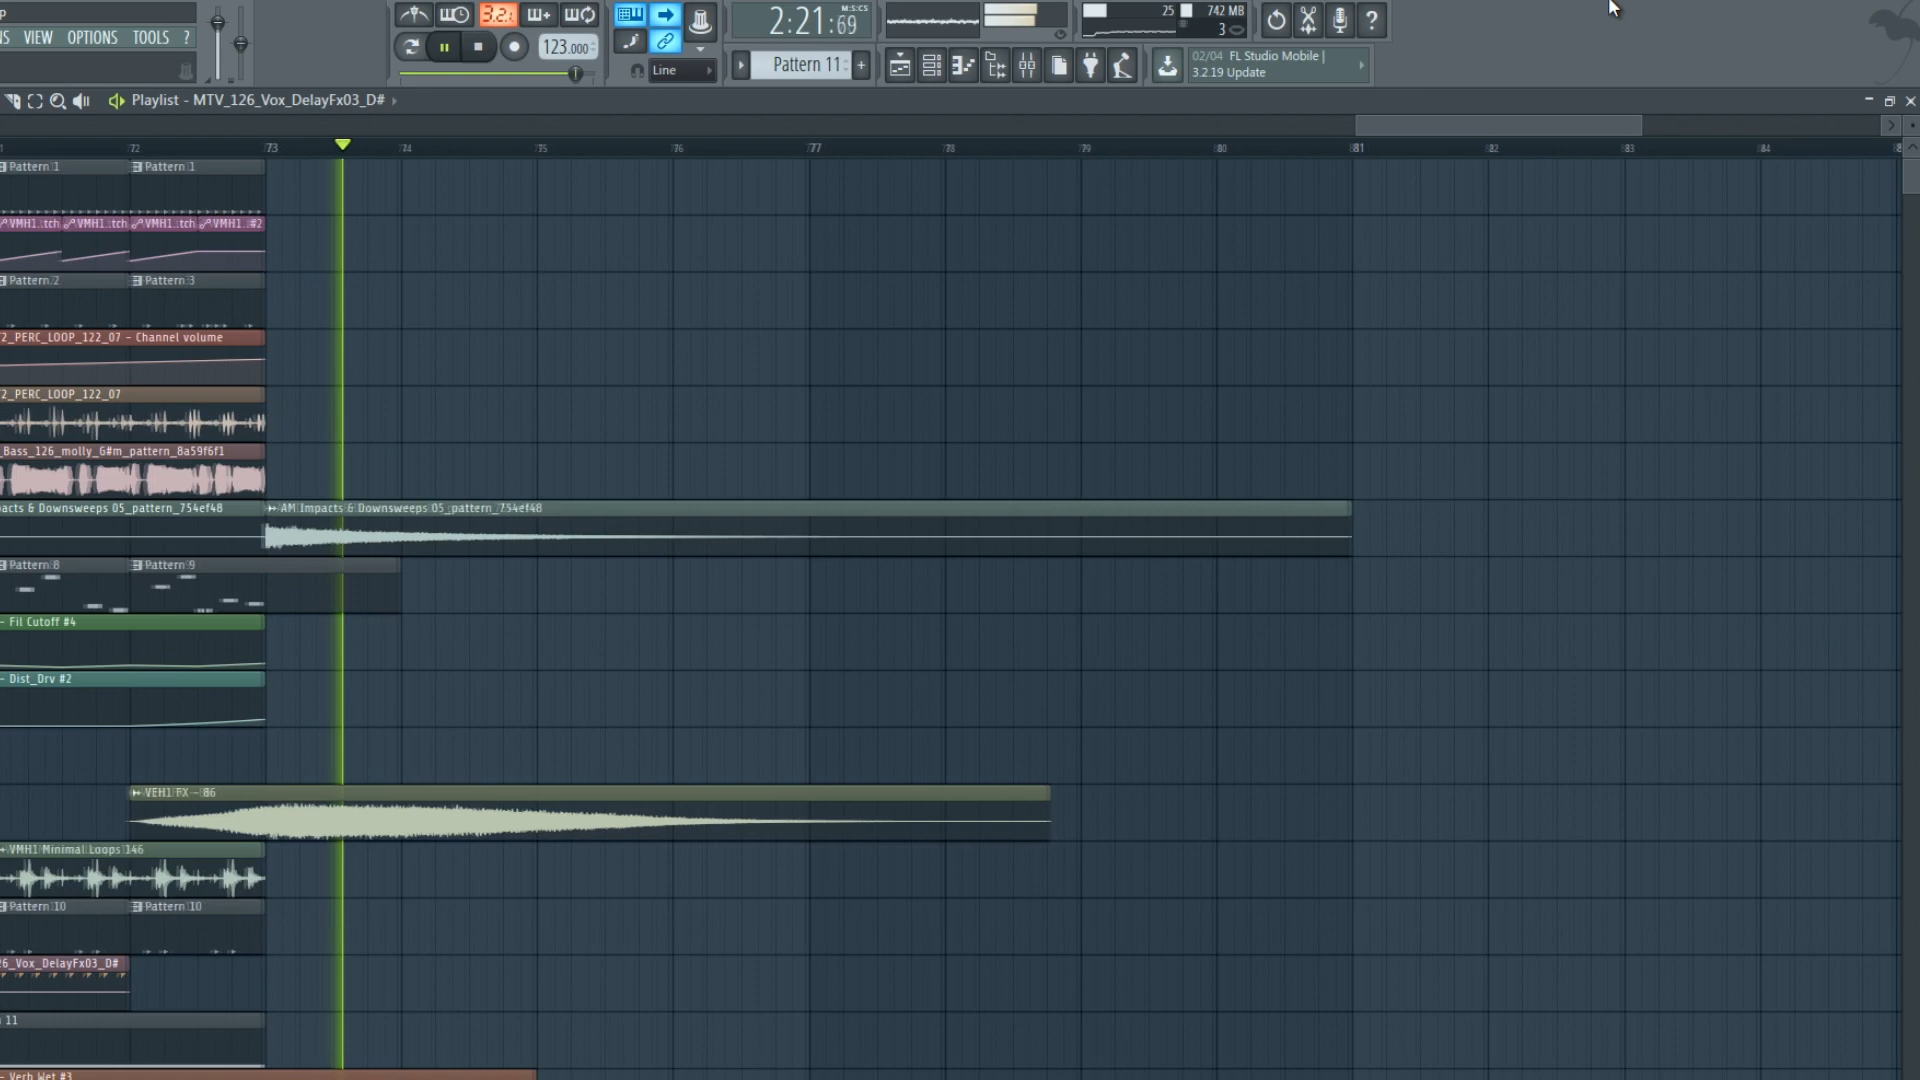 VIEW OPTIONS TOOLS ?
3.2.
123.000
Line
2:21:69
M:S:CS
Pattern 11
25 742 MB
3
02/04 FL Studio Mobile |
3.2.19 Update
Playlist - MTV_126_Vox_DelayFx03_D#
72 73 74 75 76 77 78 79 80 81 82 83 84
Pattern 1 Pattern 1
VMH1..tch VMH1..tch VMH1..tch VMH1..#2
Pattern 2 Pattern 3
2_PERC_LOOP_122_07 - Channel volume
2_PERC_LOOP_122_07
_Bass_126_molly_G#m_pattern_8a59f6f1
acts & Downsweeps 05_pattern_754ef48 AM Impacts & Downsweeps 05_pattern_754ef48
Pattern 8 Pattern 9
- Fil Cutoff #4
- Dist_Drv #2
VEH1 FX - 86
VMH1 Minimal Loops 146
Pattern 10 Pattern 10
26_Vox_DelayFx03_D#
11
- Verb Wet #3